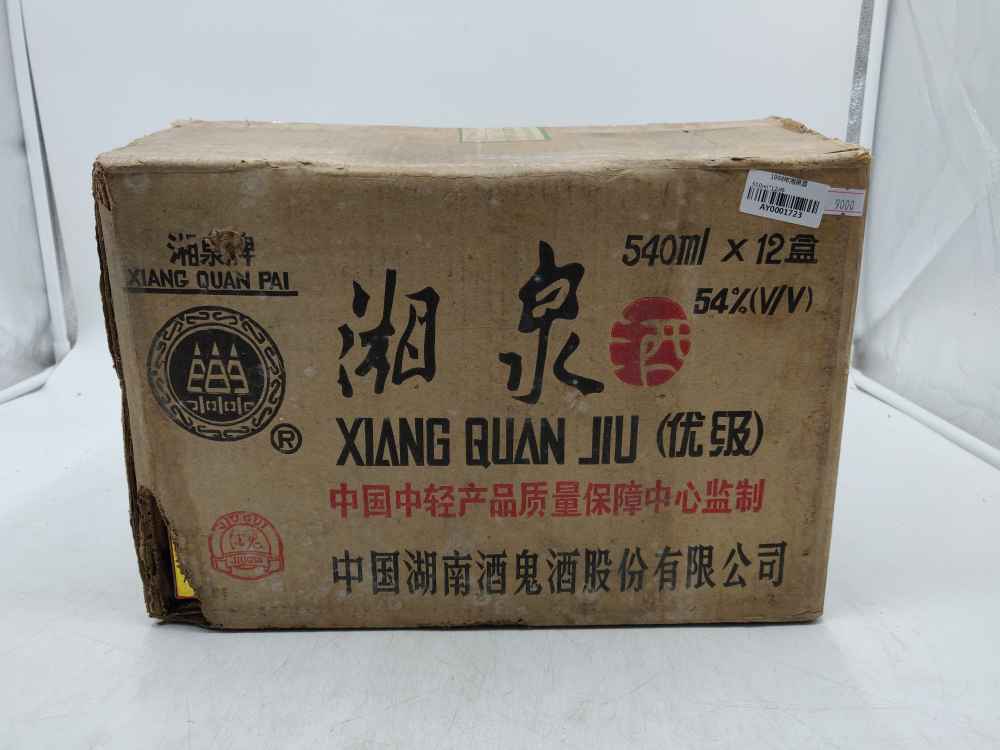 AY0001723
9000
湘泉牌
XIANG QUAN PAI
540ml x 12盒
54%(V/V)
湘泉酒
XIANG QUAN JIU (优级)
®
中国中轻产品质量保障中心监制
中国湖南酒鬼酒股份有限公司